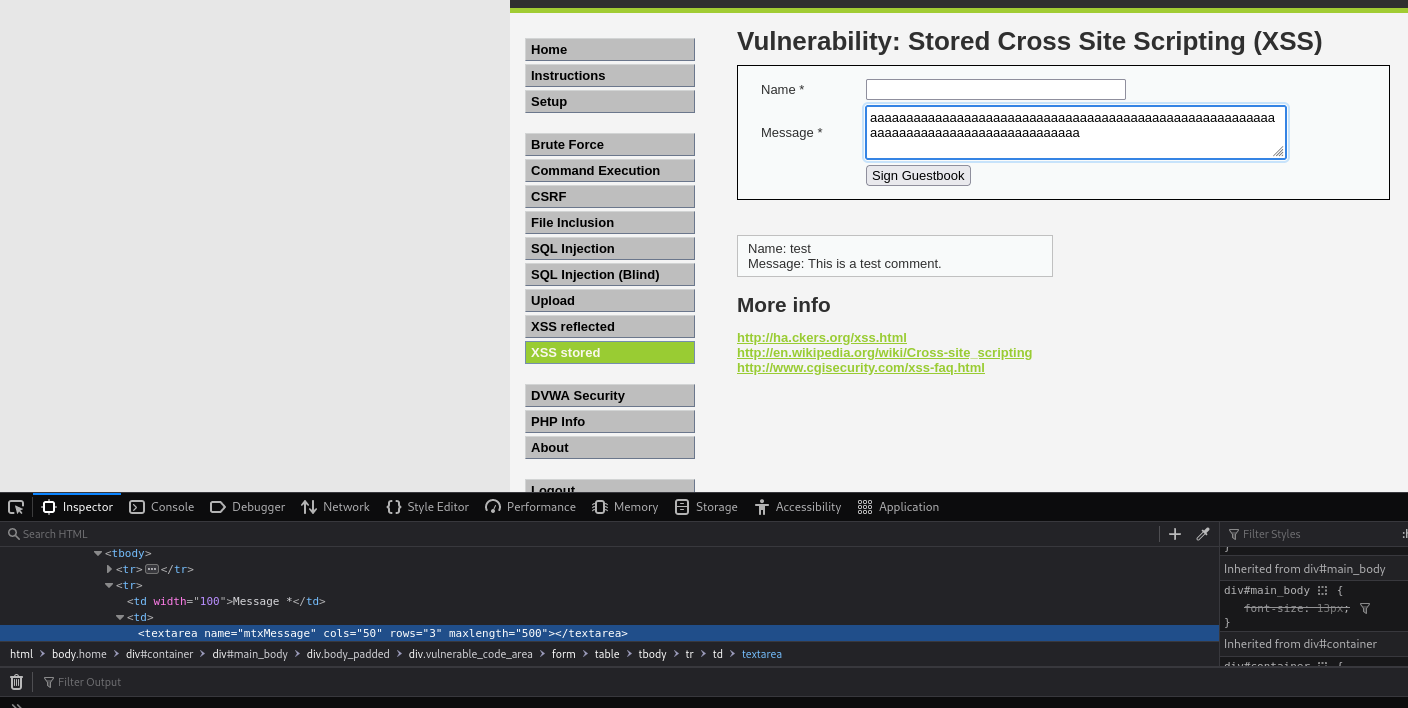 Vulnerability: Stored Cross Site Scripting (XSS)
Home
Instructions
Setup
Brute Force
Command Execution
CSRF
File Inclusion
SQL Injection
SQL Injection (Blind)
Upload
XSS reflected
XSS stored
DVWA Security
PHP Info
About
Logout
Name *
Message *
aaaaaaaaaaaaaaaaaaaaaaaaaaaaaaaaaaaaaaaaaaaaaaaaaaaaaaaa
aaaaaaaaaaaaaaaaaaaaaaaaaaaaa
Sign Guestbook
Name: test
Message: This is a test comment.
More info
http://ha.ckers.org/xss.html
http://en.wikipedia.org/wiki/Cross-site_scripting
http://www.cgisecurity.com/xss-faq.html
Inspector Console Debugger Network Style Editor Performance Memory Storage Accessibility Application
Search HTML
<tbody>
<tr></tr>
<tr>
<td width="100">Message *</td>
<td>
<textarea name="mtxMessage" cols="50" rows="3" maxlength="500"></textarea>
html > body.home > div#container > div#main_body > div.body_padded > div.vulnerable_code_area > form > table > tbody > tr > td > textarea
Filter Styles
}
Inherited from div#main_body
div#main_body {
font-size: 13px;
}
Inherited from div#container
div#container {
Filter Output